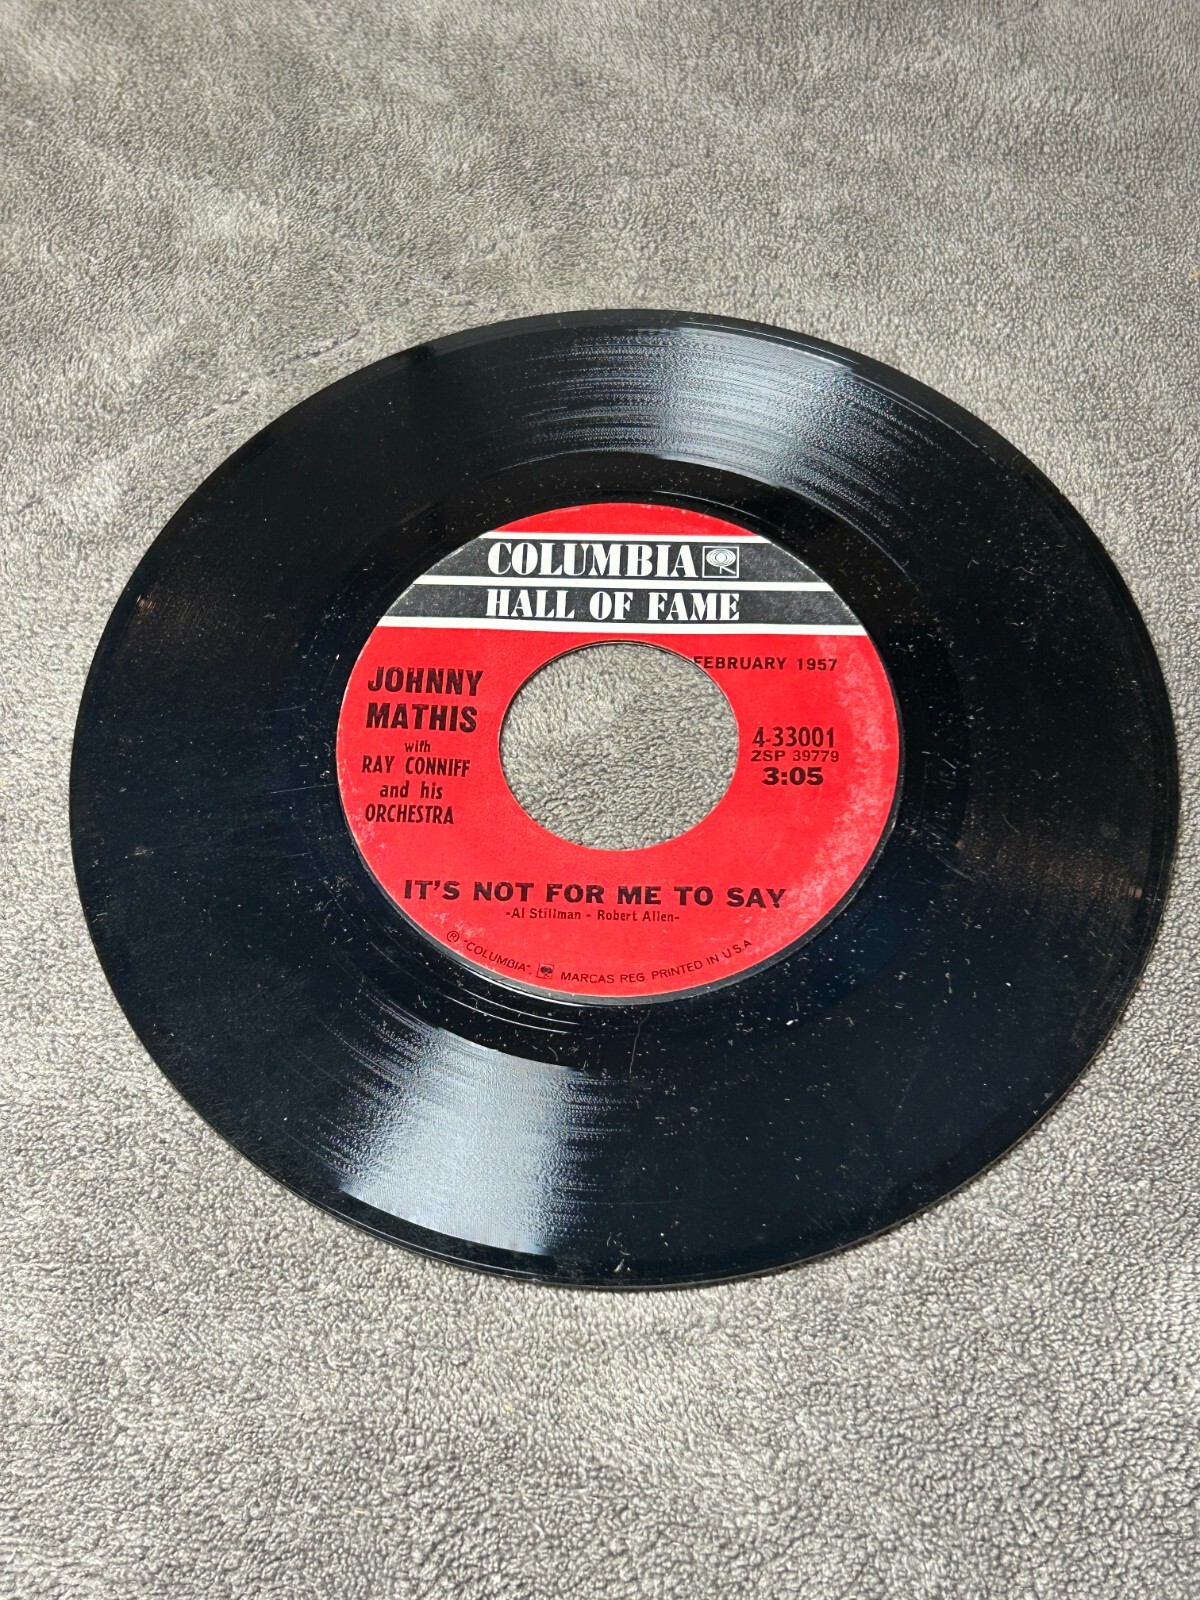 COLUMBIA
HALL OF FAME
FEBRUARY 1957
JOHNNY
MATHIS
with
RAY CONNIFF
and his
ORCHESTRA
4-33001
ZSP 39779
3:05
IT'S NOT FOR ME TO SAY
-Al Stillman - Robert Allen-
® "COLUMBIA", MARCAS REG. PRINTED IN U.S.A.